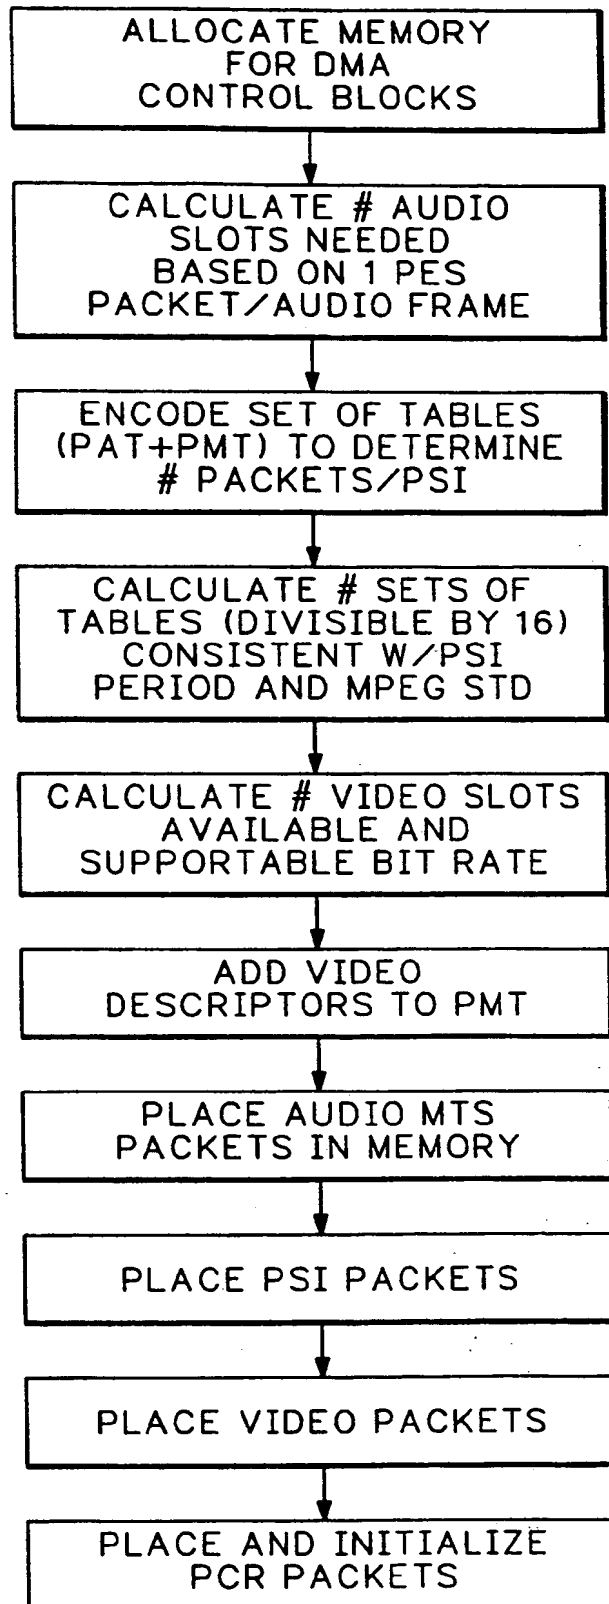 ALLOCATE MEMORY
FOR DMA
CONTROL BLOCKS
CALCULATE # AUDIO
SLOTS NEEDED
BASED ON 1 PES
PACKET/AUDIO FRAME
ENCODE SET OF TABLES
(PAT+PMT) TO DETERMINE
# PACKETS/PSI
CALCULATE # SETS OF
TABLES (DIVISIBLE BY 16)
CONSISTENT W/PSI
PERIOD AND MPEG STD
CALCULATE # VIDEO SLOTS
AVAILABLE AND
SUPPORTABLE BIT RATE
ADD VIDEO
DESCRIPTORS TO PMT
PLACE AUDIO MTS
PACKETS IN MEMORY
PLACE PSI PACKETS
PLACE VIDEO PACKETS
PLACE AND INITIALIZE
PCR PACKETS